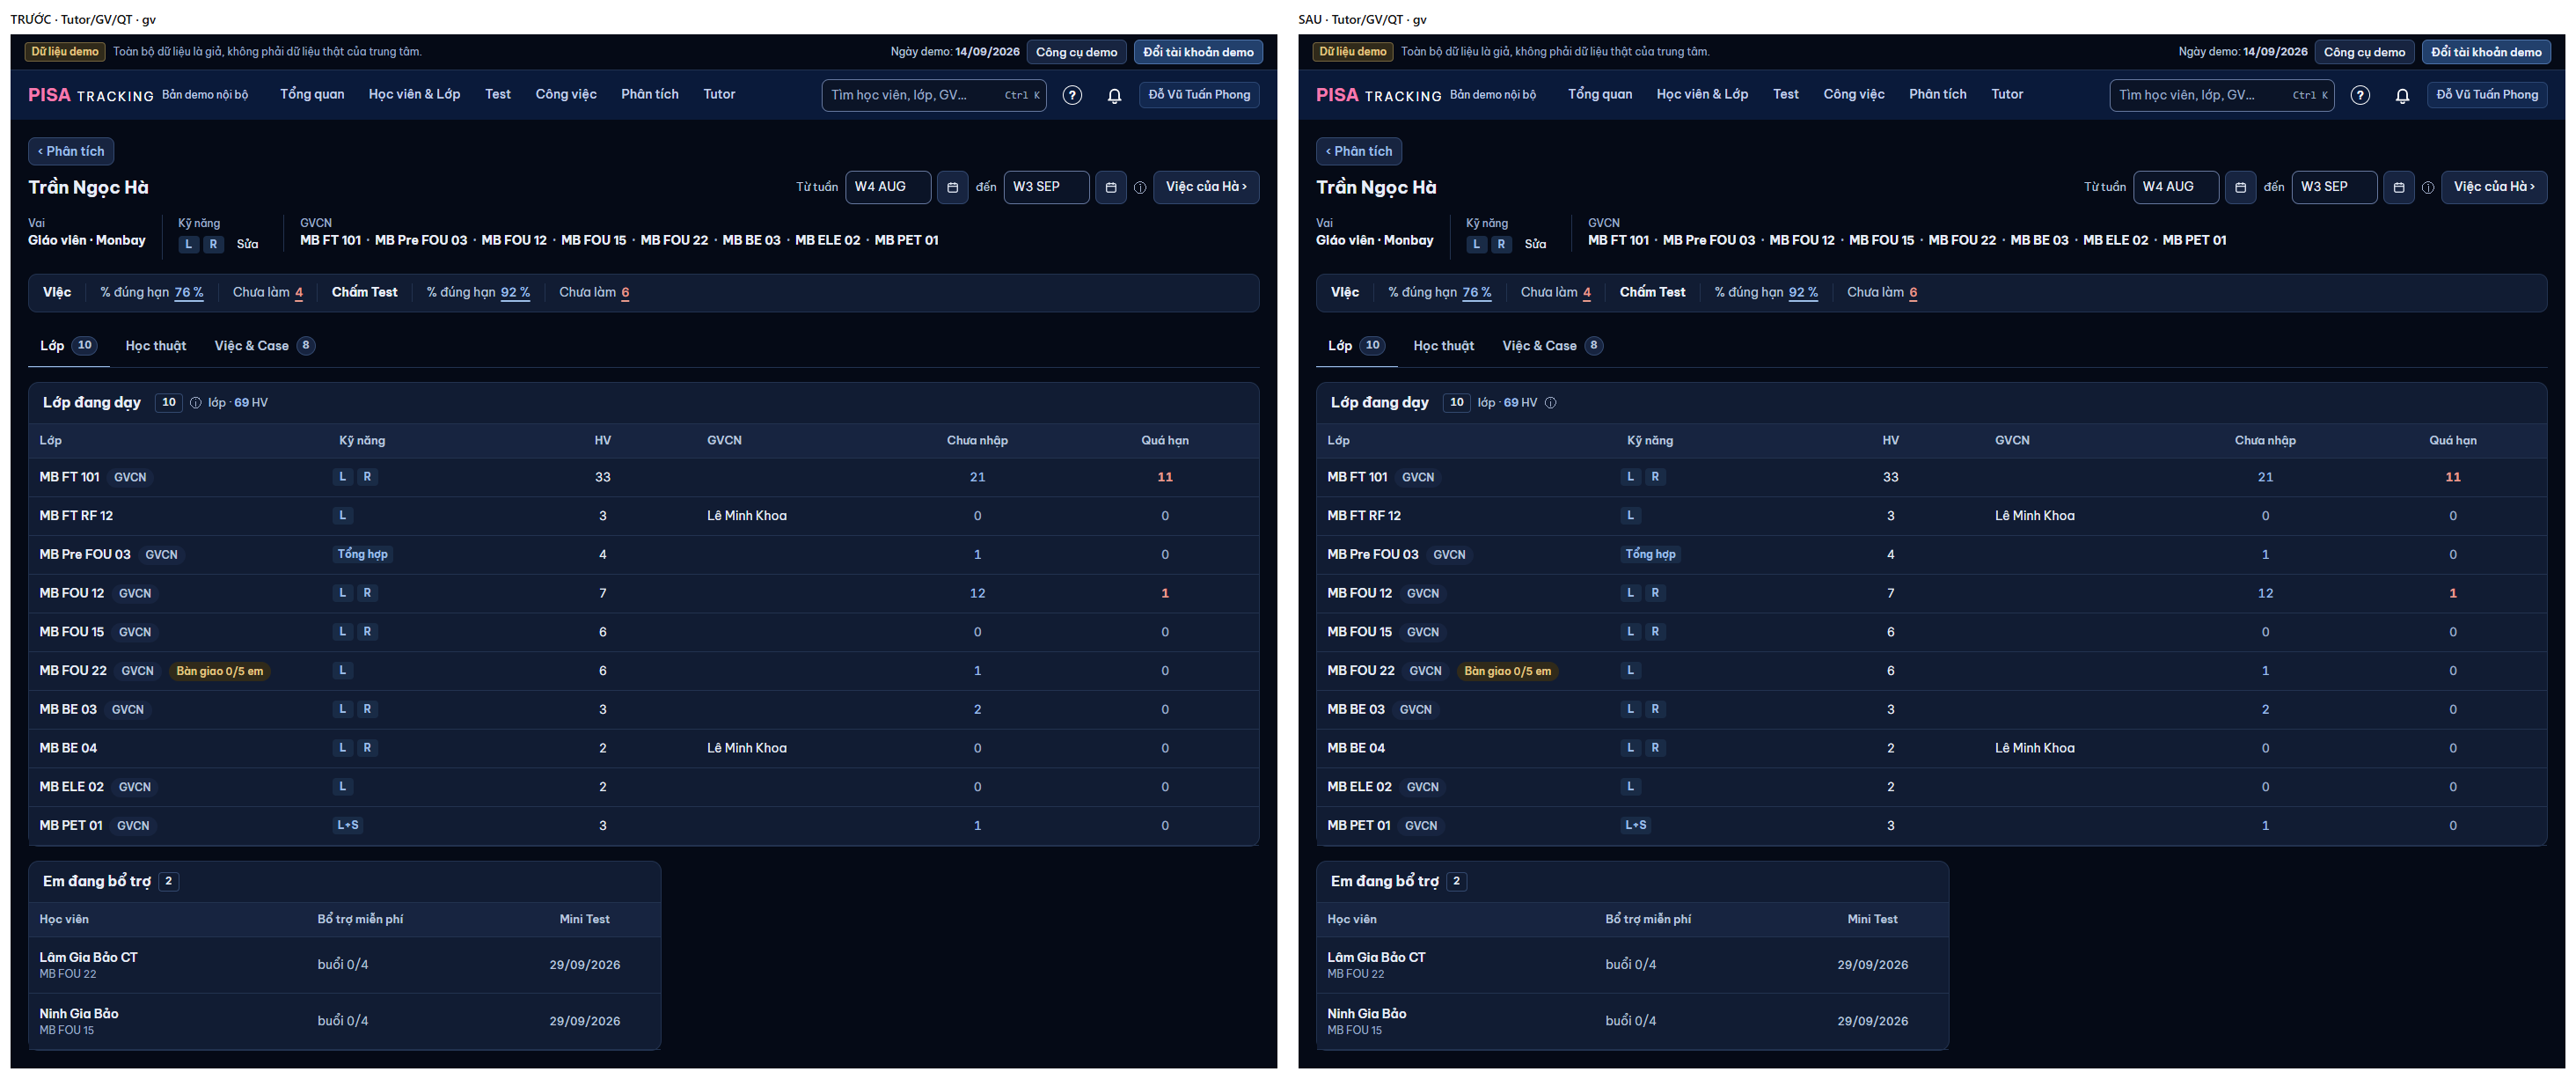 TRƯỚC · Tutor/GV/QT · gv
Dữ liệu demo Toàn bộ dữ liệu là giả, không phải dữ liệu thật của trung tâm. Ngày demo: 14/09/2026 Công cụ demo Đổi tài khoản demo
PISA TRACKING Bản demo nội bộ Tổng quan Học viên & Lớp Test Công việc Phân tích Tutor Tìm học viên, lớp, GV... Ctrl K ? Đỗ Vũ Tuấn Phong
‹ Phân tích
Trần Ngọc Hà Từ tuần W4 AUG đến W3 SEP ⓘ Việc của Hà ›
Vai Kỹ năng GVCN
Giáo viên · Monbay L R Sửa MB FT 101 · MB Pre FOU 03 · MB FOU 12 · MB FOU 15 · MB FOU 22 · MB BE 03 · MB ELE 02 · MB PET 01
Việc % đúng hạn 76 % Chưa làm 4 Chấm Test % đúng hạn 92 % Chưa làm 6
Lớp 10 Học thuật Việc & Case 8
Lớp đang dạy 10 ⓘ lớp · 69 HV
Lớp Kỹ năng HV GVCN Chưa nhập Quá hạn
MB FT 101 GVCN L R 33 21 11
MB FT RF 12 L 3 Lê Minh Khoa 0 0
MB Pre FOU 03 GVCN Tổng hợp 4 1 0
MB FOU 12 GVCN L R 7 12 1
MB FOU 15 GVCN L R 6 0 0
MB FOU 22 GVCN Bàn giao 0/5 em L 6 1 0
MB BE 03 GVCN L R 3 2 0
MB BE 04 L R 2 Lê Minh Khoa 0 0
MB ELE 02 GVCN L 2 0 0
MB PET 01 GVCN L+S 3 1 0
Em đang bổ trợ 2
Học viên Bổ trợ miễn phí Mini Test
Lâm Gia Bảo CT
MB FOU 22 buổi 0/4 29/09/2026
Ninh Gia Bảo
MB FOU 15 buổi 0/4 29/09/2026
SAU · Tutor/GV/QT · gv
Dữ liệu demo Toàn bộ dữ liệu là giả, không phải dữ liệu thật của trung tâm. Ngày demo: 14/09/2026 Công cụ demo Đổi tài khoản demo
PISA TRACKING Bản demo nội bộ Tổng quan Học viên & Lớp Test Công việc Phân tích Tutor Tìm học viên, lớp, GV... Ctrl K ? Đỗ Vũ Tuấn Phong
‹ Phân tích
Trần Ngọc Hà Từ tuần W4 AUG đến W3 SEP ⓘ Việc của Hà ›
Vai Kỹ năng GVCN
Giáo viên · Monbay L R Sửa MB FT 101 · MB Pre FOU 03 · MB FOU 12 · MB FOU 15 · MB FOU 22 · MB BE 03 · MB ELE 02 · MB PET 01
Việc % đúng hạn 76 % Chưa làm 4 Chấm Test % đúng hạn 92 % Chưa làm 6
Lớp 10 Học thuật Việc & Case 8
Lớp đang dạy 10 lớp · 69 HV ⓘ
Lớp Kỹ năng HV GVCN Chưa nhập Quá hạn
MB FT 101 GVCN L R 33 21 11
MB FT RF 12 L 3 Lê Minh Khoa 0 0
MB Pre FOU 03 GVCN Tổng hợp 4 1 0
MB FOU 12 GVCN L R 7 12 1
MB FOU 15 GVCN L R 6 0 0
MB FOU 22 GVCN Bàn giao 0/5 em L 6 1 0
MB BE 03 GVCN L R 3 2 0
MB BE 04 L R 2 Lê Minh Khoa 0 0
MB ELE 02 GVCN L 2 0 0
MB PET 01 GVCN L+S 3 1 0
Em đang bổ trợ 2
Học viên Bổ trợ miễn phí Mini Test
Lâm Gia Bảo CT
MB FOU 22 buổi 0/4 29/09/2026
Ninh Gia Bảo
MB FOU 15 buổi 0/4 29/09/2026